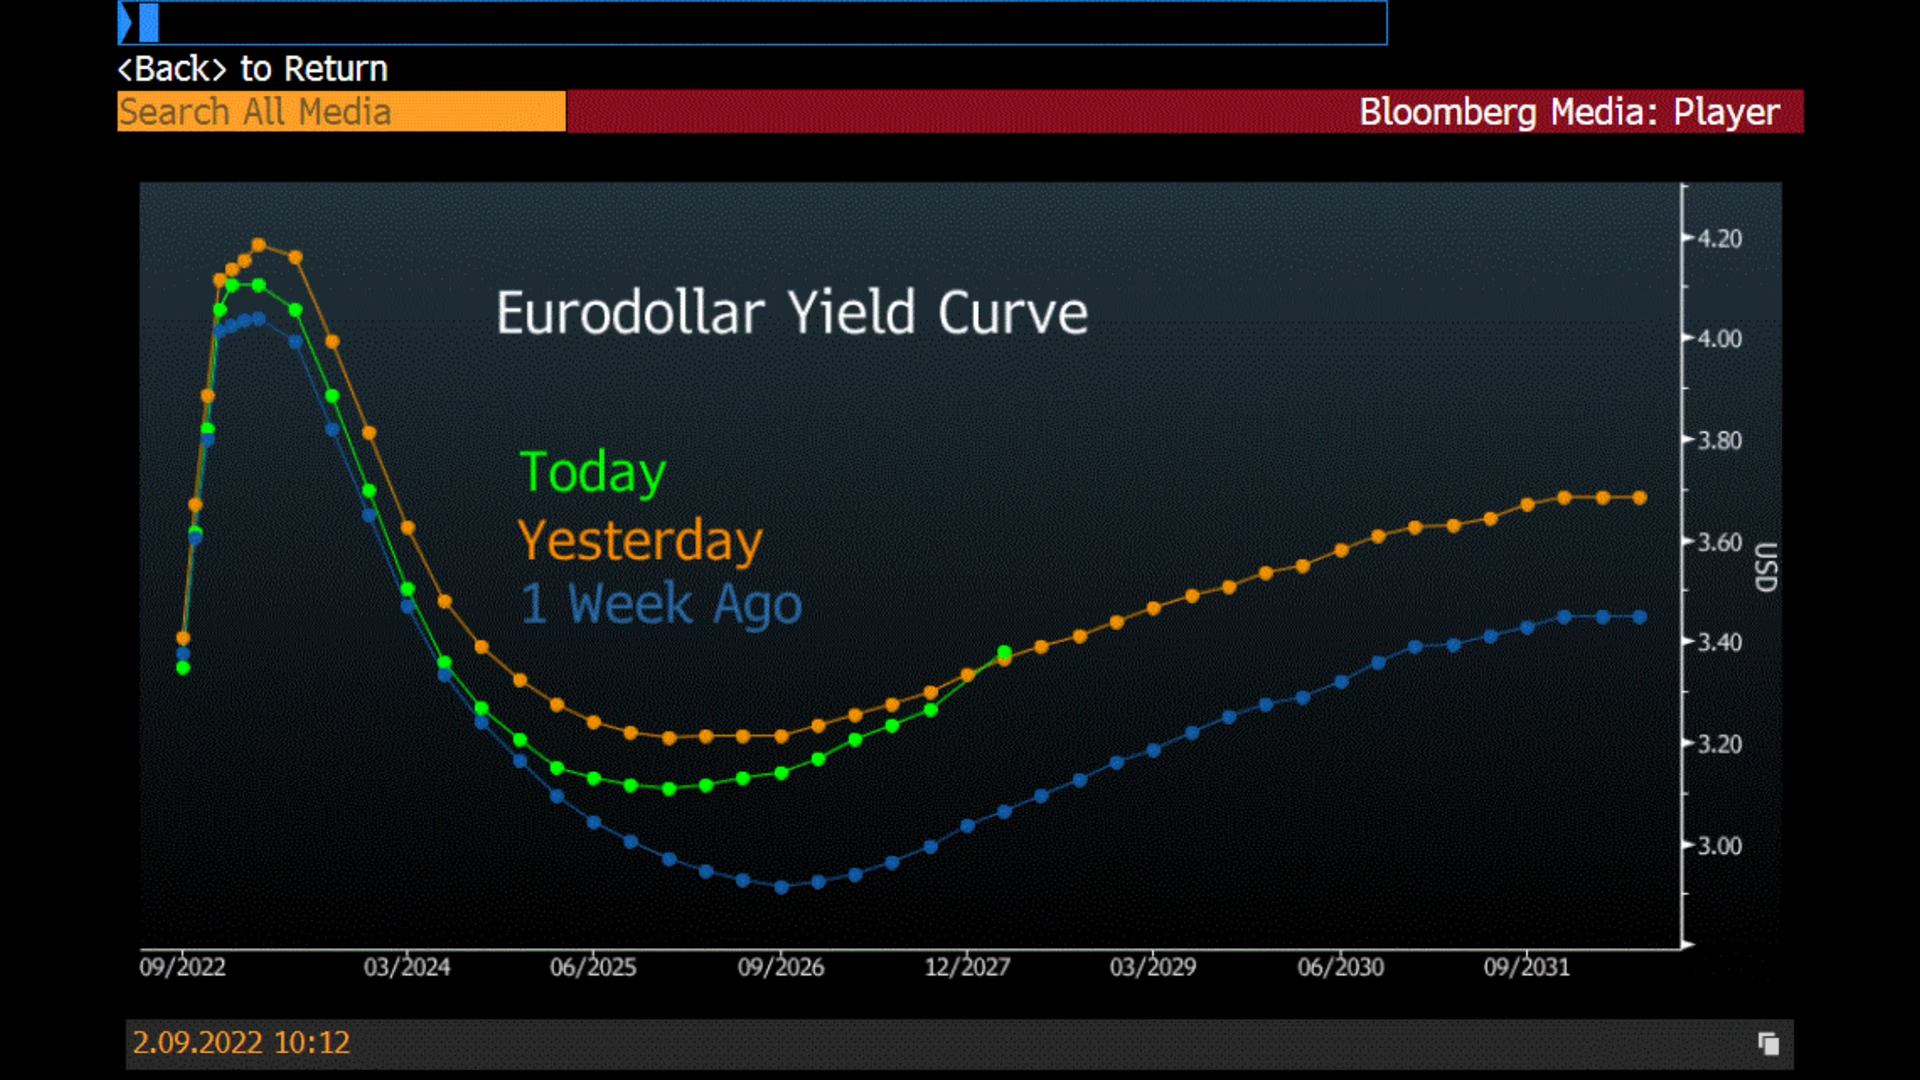 <Back> to Return
Search All Media
Bloomberg Media: Player
Eurodollar Yield Curve
Today
Yesterday
1 Week Ago
4.20
4.00
3.80
3.60
3.40
3.20
3.00
USD
09/2022 03/2024 06/2025 09/2026 12/2027 03/2029 06/2030 09/2031
2.09.2022 10:12